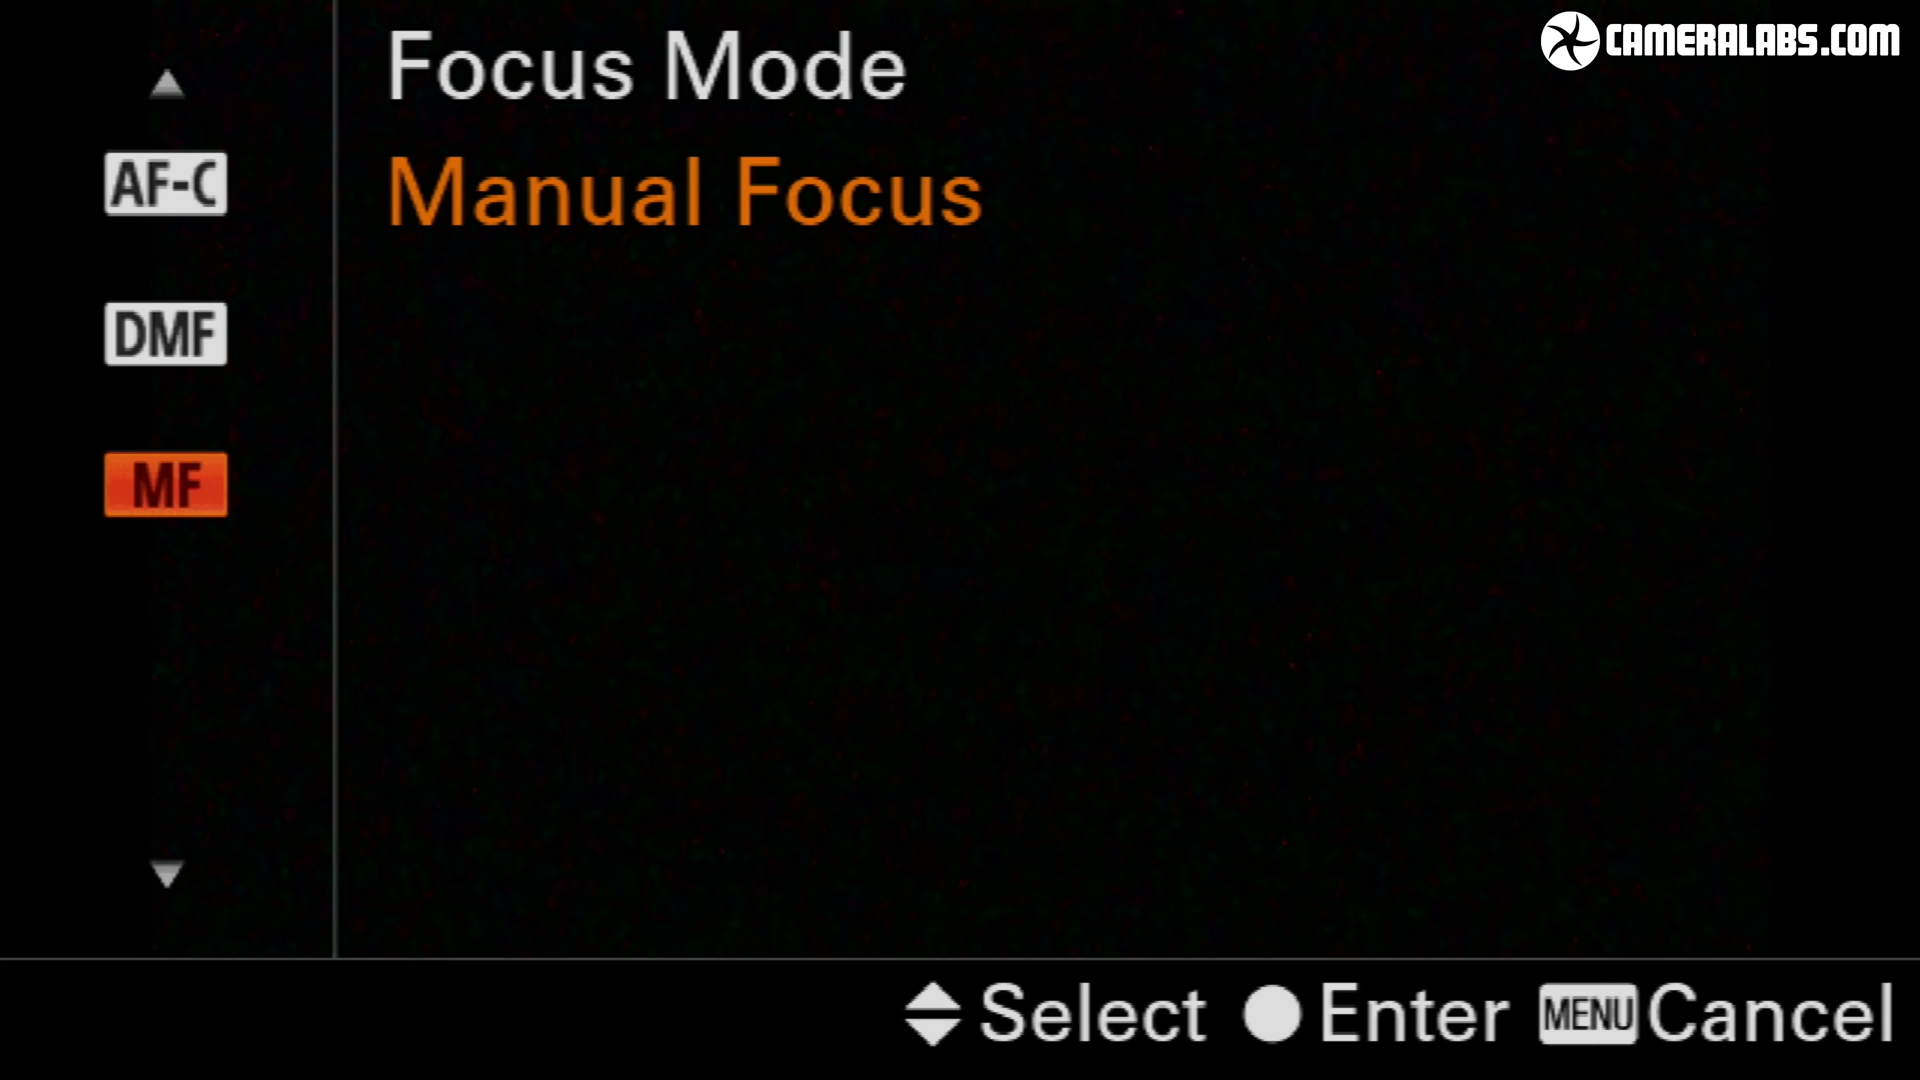 CAMERALABS.COM
Focus Mode
Manual Focus
AF-C
DMF
MF
Select Enter MENU Cancel